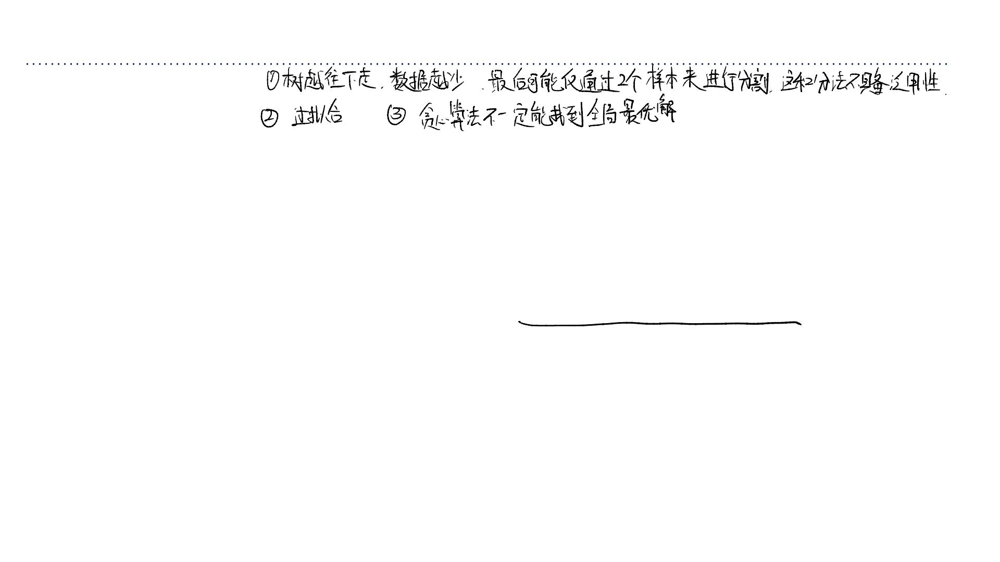 ①树越往下走,数据越少,最后可能仅通过2个样本来进行分割,这种分法不具备泛用性.
② 过拟合 ③ 贪心算法不一定能找到全局最优解